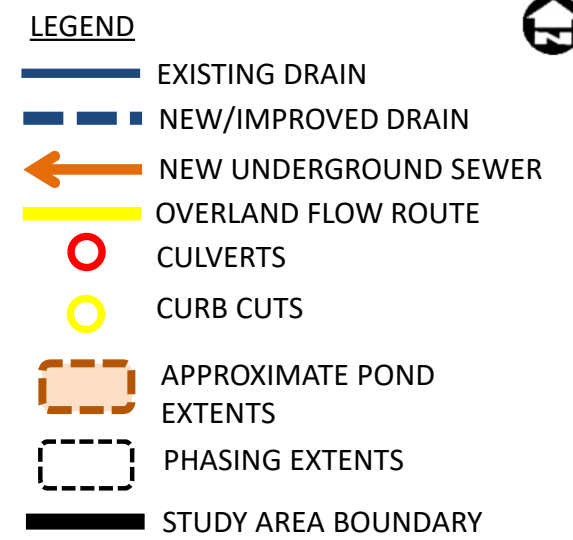 LEGEND
N
EXISTING DRAIN
NEW/IMPROVED DRAIN
NEW UNDERGROUND SEWER
OVERLAND FLOW ROUTE
CULVERTS
CURB CUTS
APPROXIMATE POND
EXTENTS
PHASING EXTENTS
STUDY AREA BOUNDARY